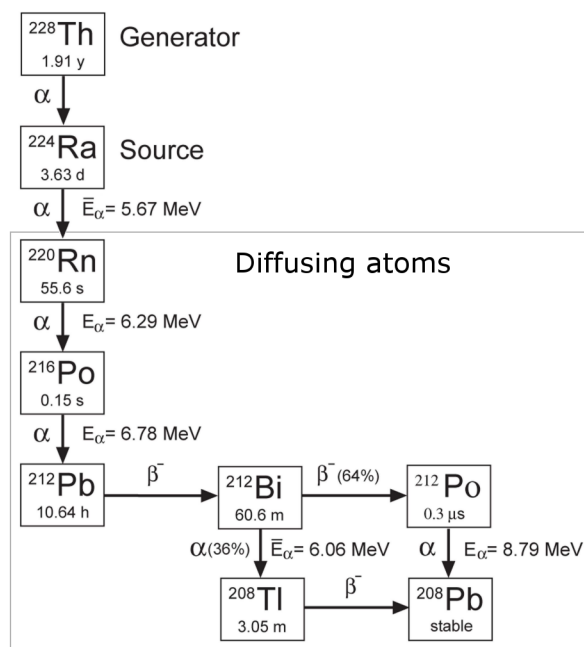 ²²⁸Th Generator
1.91 y
α
²²⁴Ra Source
3.63 d
α E̅α= 5.67 MeV
²²⁰Rn Diffusing atoms
55.6 s
α Eα= 6.29 MeV
²¹⁶Po
0.15 s
α Eα= 6.78 MeV
²¹²Pb β⁻ ²¹²Bi β⁻(64%) ²¹²Po
10.64 h 60.6 m 0.3 μs
α(36%) E̅α= 6.06 MeV α Eα= 8.79 MeV
²⁰⁸Tl β⁻ ²⁰⁸Pb
3.05 m stable